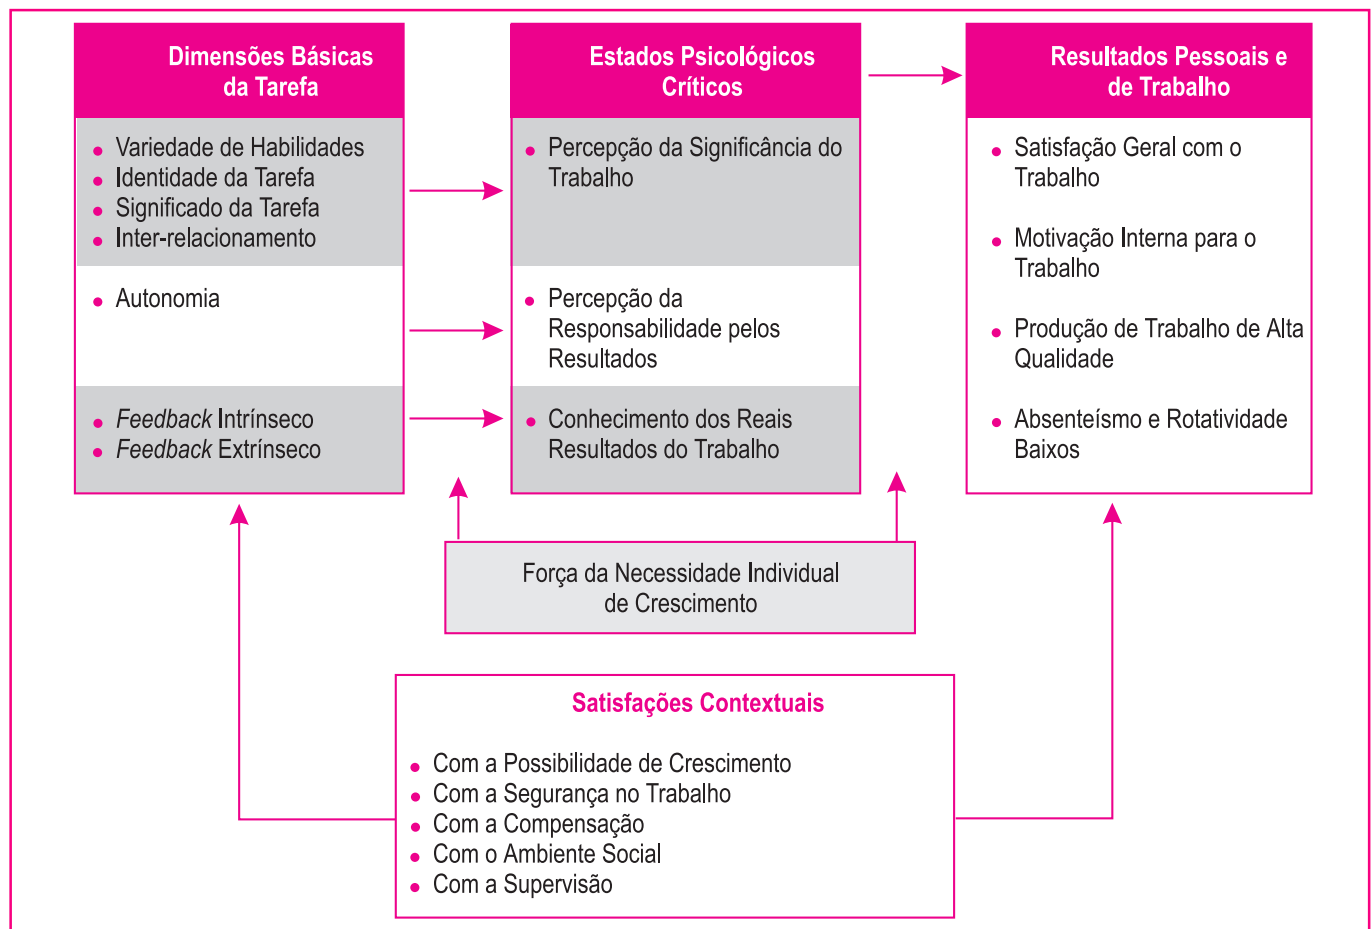 Dimensões Básicas
da Tarefa
Variedade de Habilidades
Identidade da Tarefa
Significado da Tarefa
Inter-relacionamento
Autonomia
Feedback Intrínseco
Feedback Extrínseco
Estados Psicológicos
Críticos
Percepção da Significância do
Trabalho
Percepção da
Responsabilidade pelos
Resultados
Conhecimento dos Reais
Resultados do Trabalho
Resultados Pessoais e
de Trabalho
Satisfação Geral com o
Trabalho
Motivação Interna para o
Trabalho
Produção de Trabalho de Alta
Qualidade
Absenteísmo e Rotatividade
Baixos
Força da Necessidade Individual
de Crescimento
Satisfações Contextuais
Com a Possibilidade de Crescimento
Com a Segurança no Trabalho
Com a Compensação
Com o Ambiente Social
Com a Supervisão